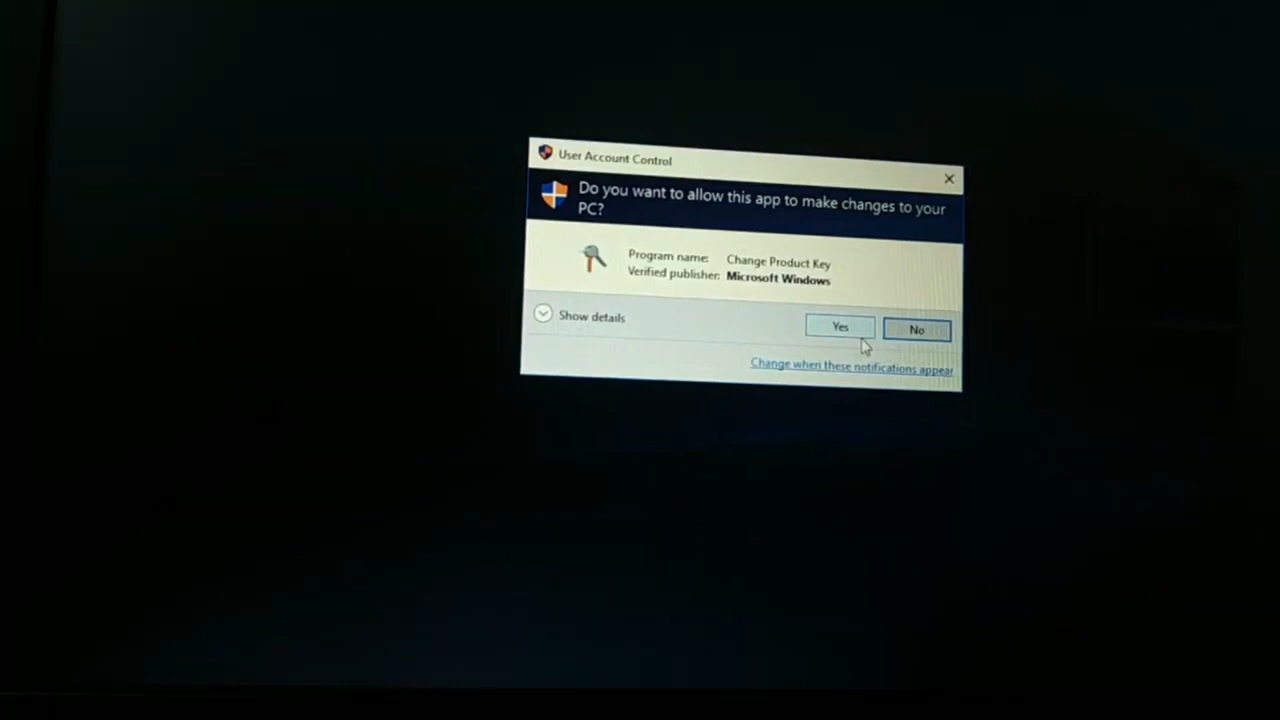 User Account Control
Do you want to allow this app to make changes to your
PC?
Program name: Change Product Key
Verified publisher: Microsoft Windows
Show details
Yes
No
Change when these notifications appear